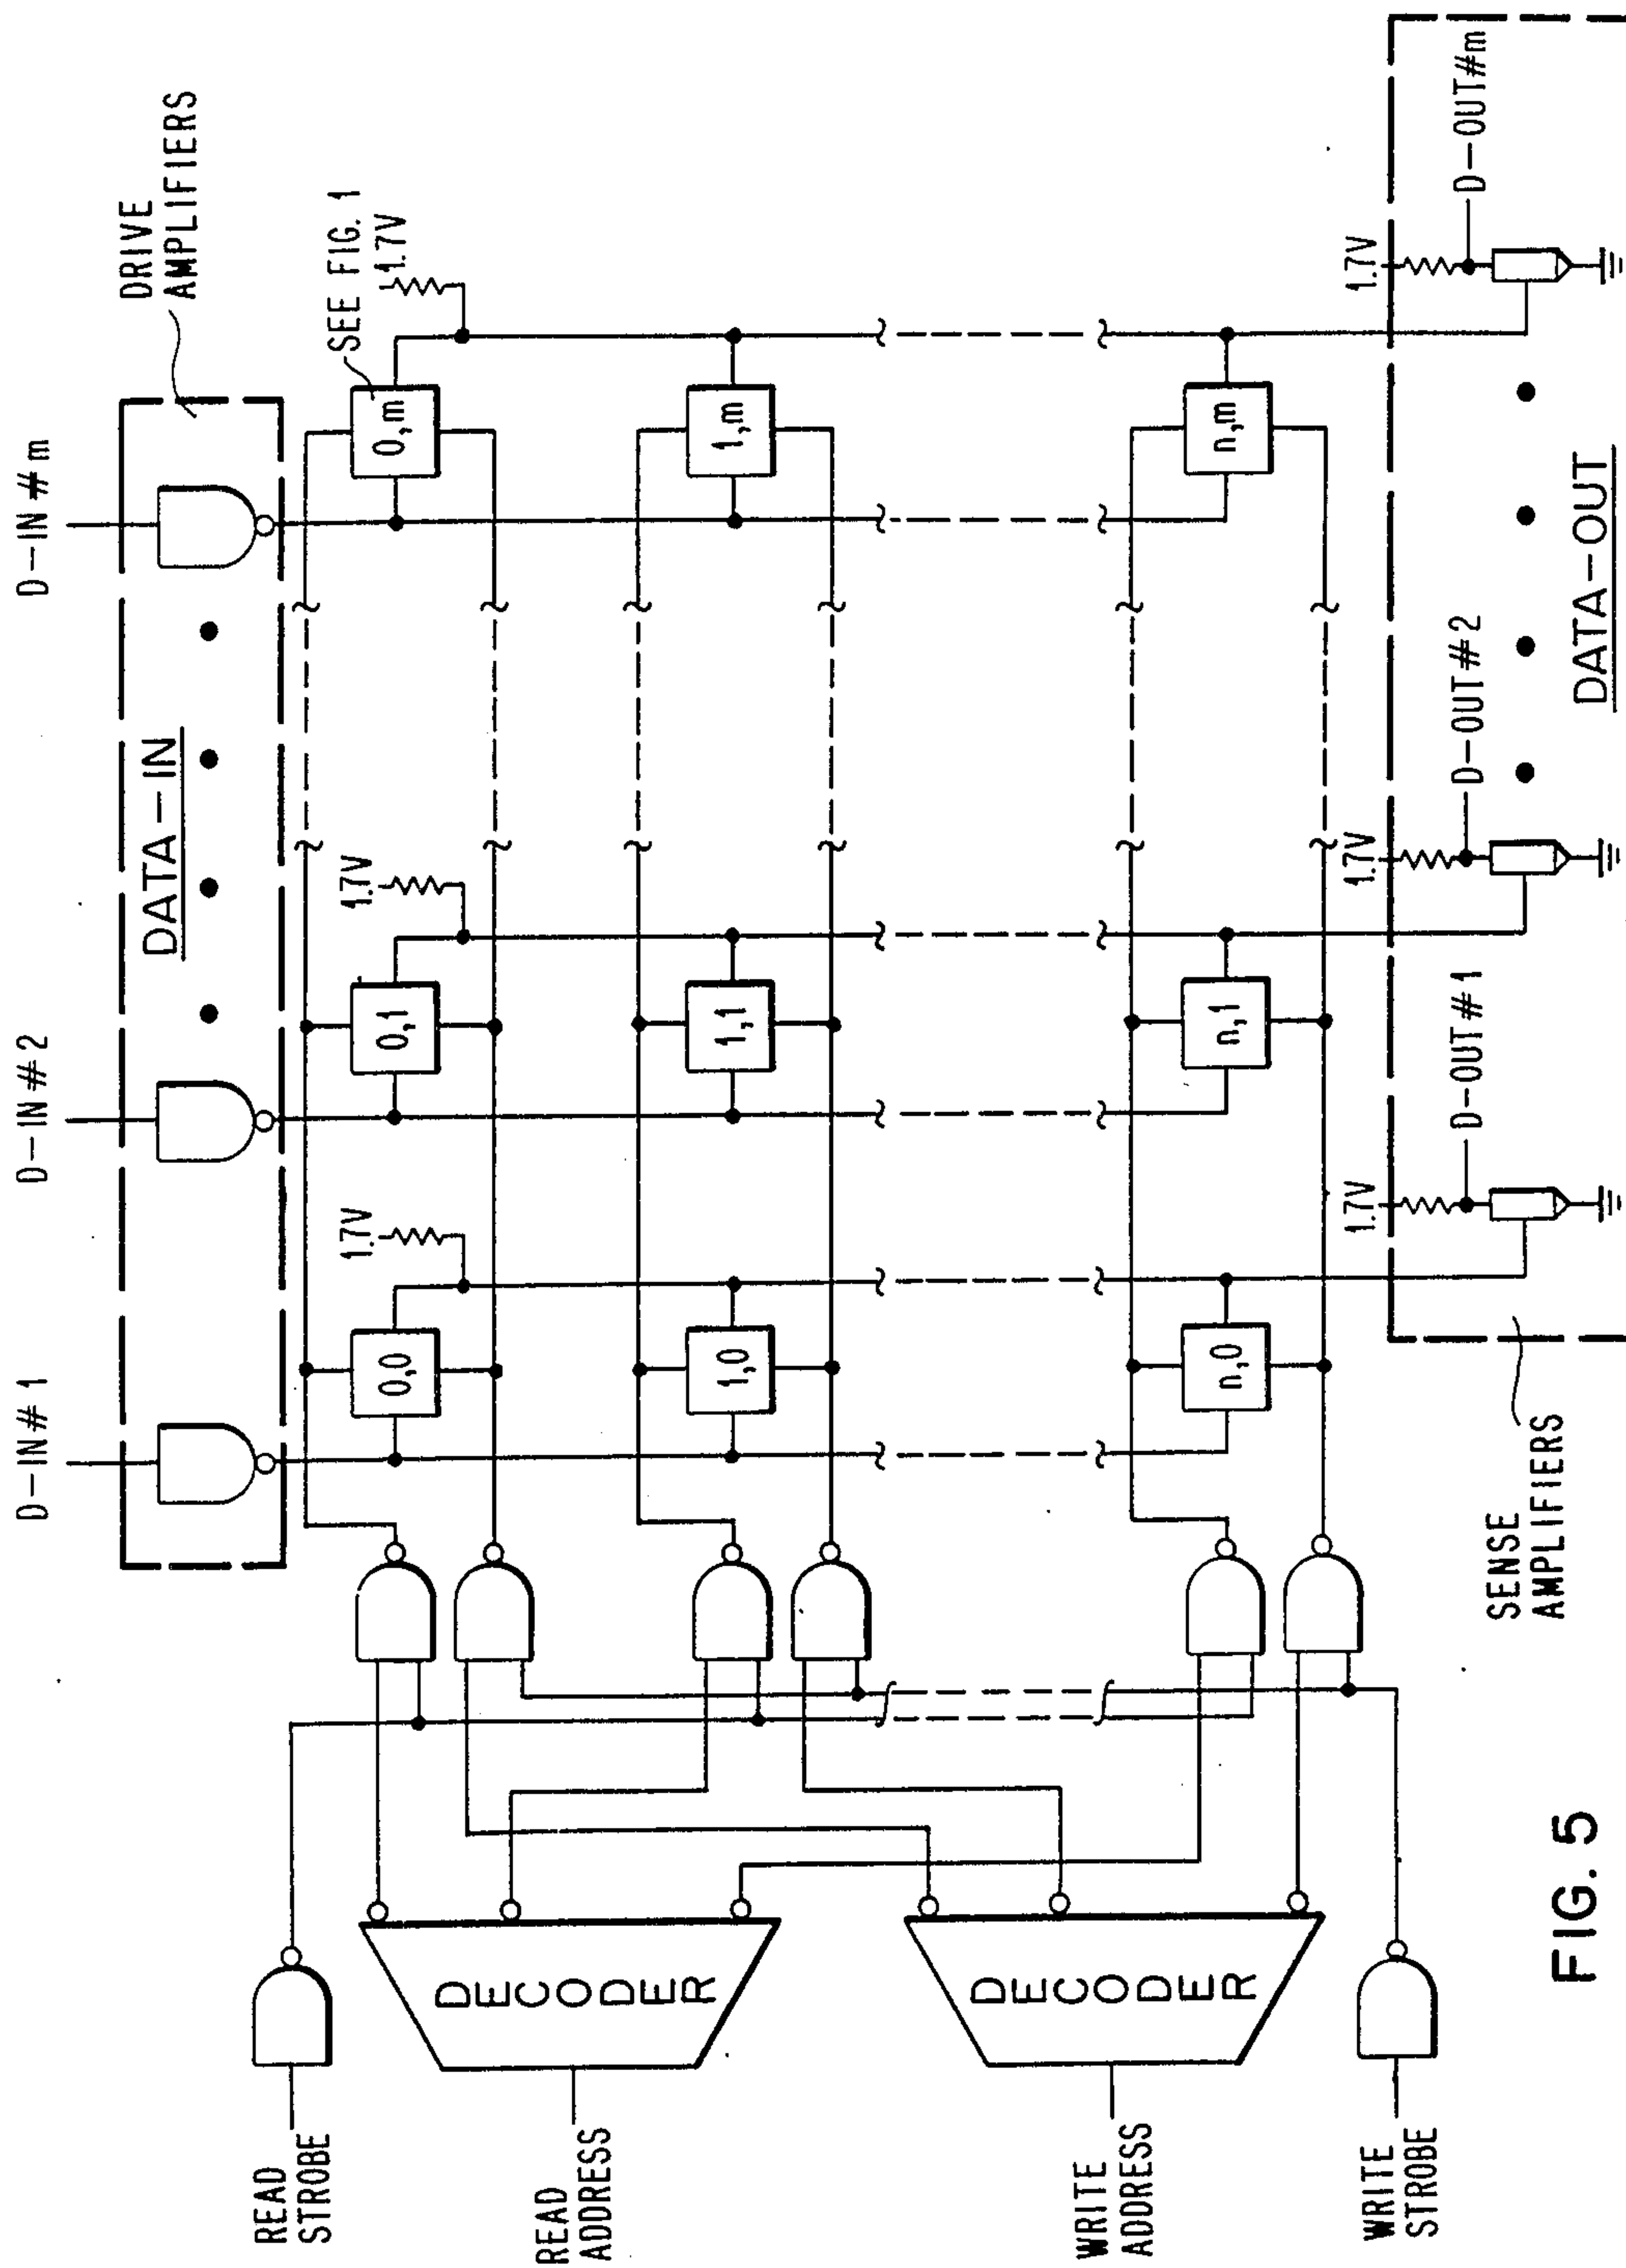 DRIVE
AMPLIFIERS
D-IN#1
D-IN#2
D-IN#m
DATA-IN
SEE FIG. 1
1.7V
1.7V
1.7V
0,0
0,1
0,m
1,0
1,1
1,m
n,0
n,1
n,m
READ
STROBE
READ
ADDRESS
DECODER
WRITE
ADDRESS
DECODER
WRITE
STROBE
SENSE
AMPLIFIERS
1.7V
D-OUT#1
1.7V
D-OUT#2
1.7V
D-OUT#m
DATA-OUT
FIG. 5